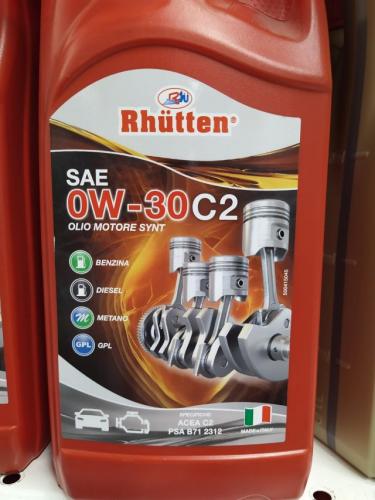 Rhütten®
SAE
0W-30 C2
OLIO MOTORE SYNT
BENZINA
DIESEL
M METANO
GPL GPL
SPECIFICHE
ACEA C2
PSA B71 2312
MADE IN ITALY